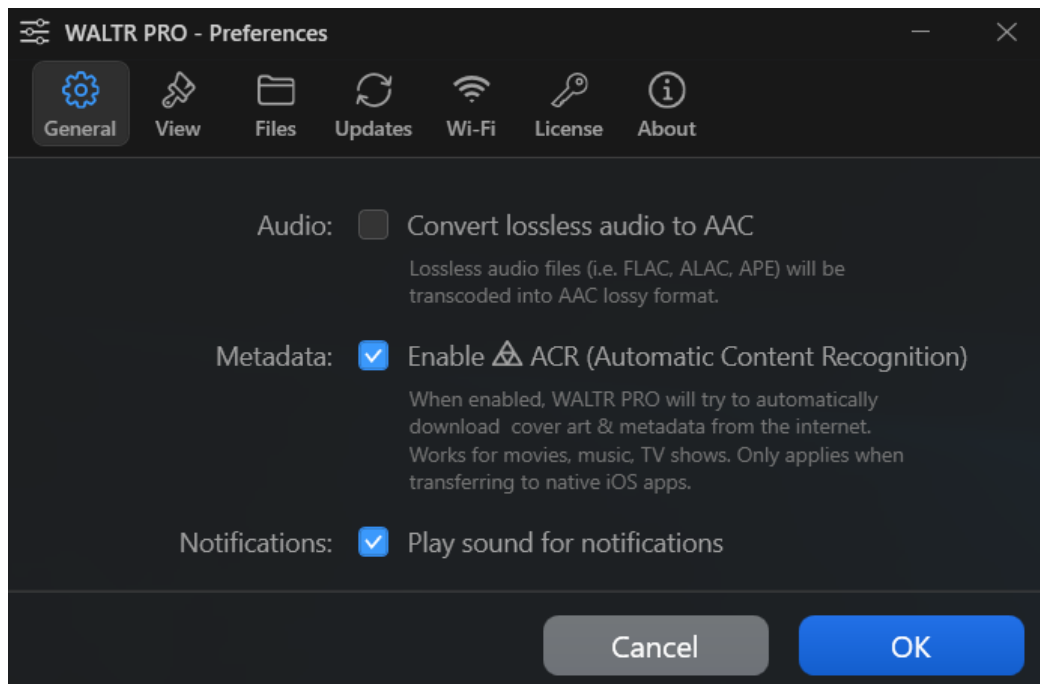 WALTR PRO - Preferences
General View Files Updates Wi-Fi License About
Audio: Convert lossless audio to AAC
Lossless audio files (i.e. FLAC, ALAC, APE) will be
transcoded into AAC lossy format.
Metadata: Enable ACR (Automatic Content Recognition)
When enabled, WALTR PRO will try to automatically
download cover art & metadata from the internet.
Works for movies, music, TV shows. Only applies when
transferring to native iOS apps.
Notifications: Play sound for notifications
Cancel OK